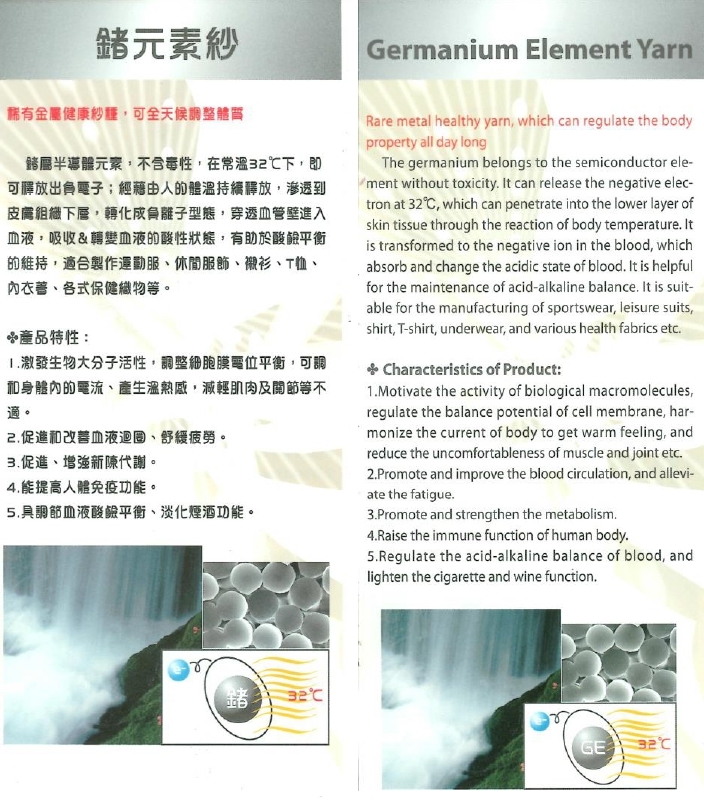 鍺元素紗
稀有金屬健康紗種，可全天候調整體質
鍺屬半導體元素，不含毒性，在常溫32℃下，即
可釋放出負電子；經藉由人的體溫持續釋放，滲透到
皮膚組織下層，轉化成負離子型態，穿透血管壁進入
血液，吸收&轉變血液的酸性狀態，有助於酸鹼平衡
的維持，適合製作運動服、休閒服飾、襯衫、T恤、
內衣著、各式保健織物等。
✤產品特性：
1.激發生物大分子活性，調整細胞膜電位平衡，可調
和身體內的電流、產生溫熱感，減輕肌肉及關節等不
適。
2.促進和改善血液迴圈、舒緩疲勞。
3.促進、增強新陳代謝。
4.能提高人體免疫功能。
5.具調節血液酸鹼平衡、淡化煙酒功能。
e-
鍺
32℃
Germanium Element Yarn
Rare metal healthy yarn, which can regulate the body
property all day long
The germanium belongs to the semiconductor ele-
ment without toxicity. It can release the negative elec-
tron at 32℃, which can penetrate into the lower layer of
skin tissue through the reaction of body temperature. It
is transformed to the negative ion in the blood, which
absorb and change the acidic state of blood. It is helpful
for the maintenance of acid-alkaline balance. It is suit-
able for the manufacturing of sportswear, leisure suits,
shirt, T-shirt, underwear, and various health fabrics etc.
✤ Characteristics of Product:
1.Motivate the activity of biological macromolecules,
regulate the balance potential of cell membrane, har-
monize the current of body to get warm feeling, and
reduce the uncomfortableness of muscle and joint etc.
2.Promote and improve the blood circulation, and allevi-
ate the fatigue.
3.Promote and strengthen the metabolism.
4.Raise the immune function of human body.
5.Regulate the acid-alkaline balance of blood, and
lighten the cigarette and wine function.
e-
GE
32℃